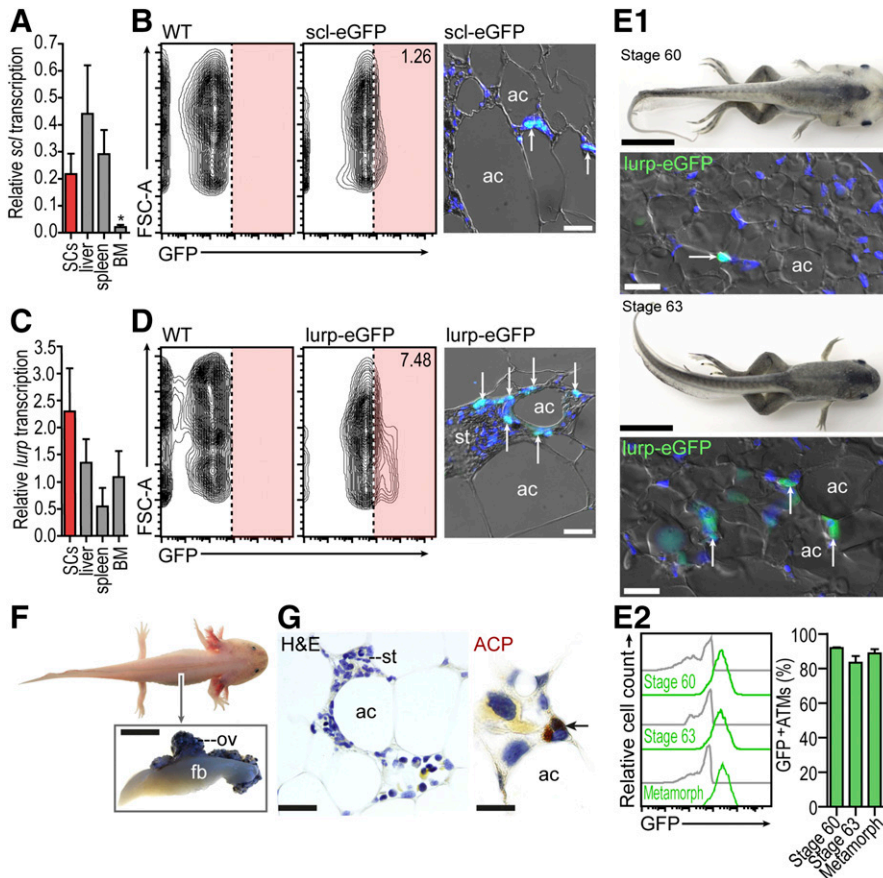 A
Relative scl transcription
0.7
0.6
0.5
0.4
0.3
0.2
0.1
0.0
*
SCs
liver
spleen
BM
B
WT
scl-eGFP
1.26
FSC-A
GFP
scl-eGFP
ac
ac
C
Relative lurp transcription
3.5
3.0
2.5
2.0
1.5
1.0
0.5
0.0
SCs
liver
spleen
BM
D
WT
lurp-eGFP
7.48
FSC-A
GFP
lurp-eGFP
ac
st
ac
E1
Stage 60
lurp-eGFP
ac
Stage 63
lurp-eGFP
ac
ac
F
ov
fb
G
H&E
st
ac
ACP
ac
E2
Relative cell count
Stage 60
Stage 63
Metamorph
GFP
GFP+ATMs (%)
100
80
60
40
20
0
Stage 60
Stage 63
Metamorph